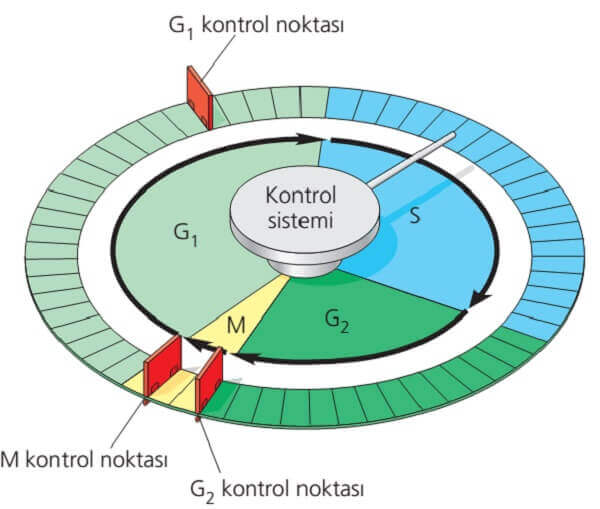 G₁ kontrol noktası
Kontrol
sistemi
S
G₁
M
G₂
M kontrol noktası
G₂ kontrol noktası